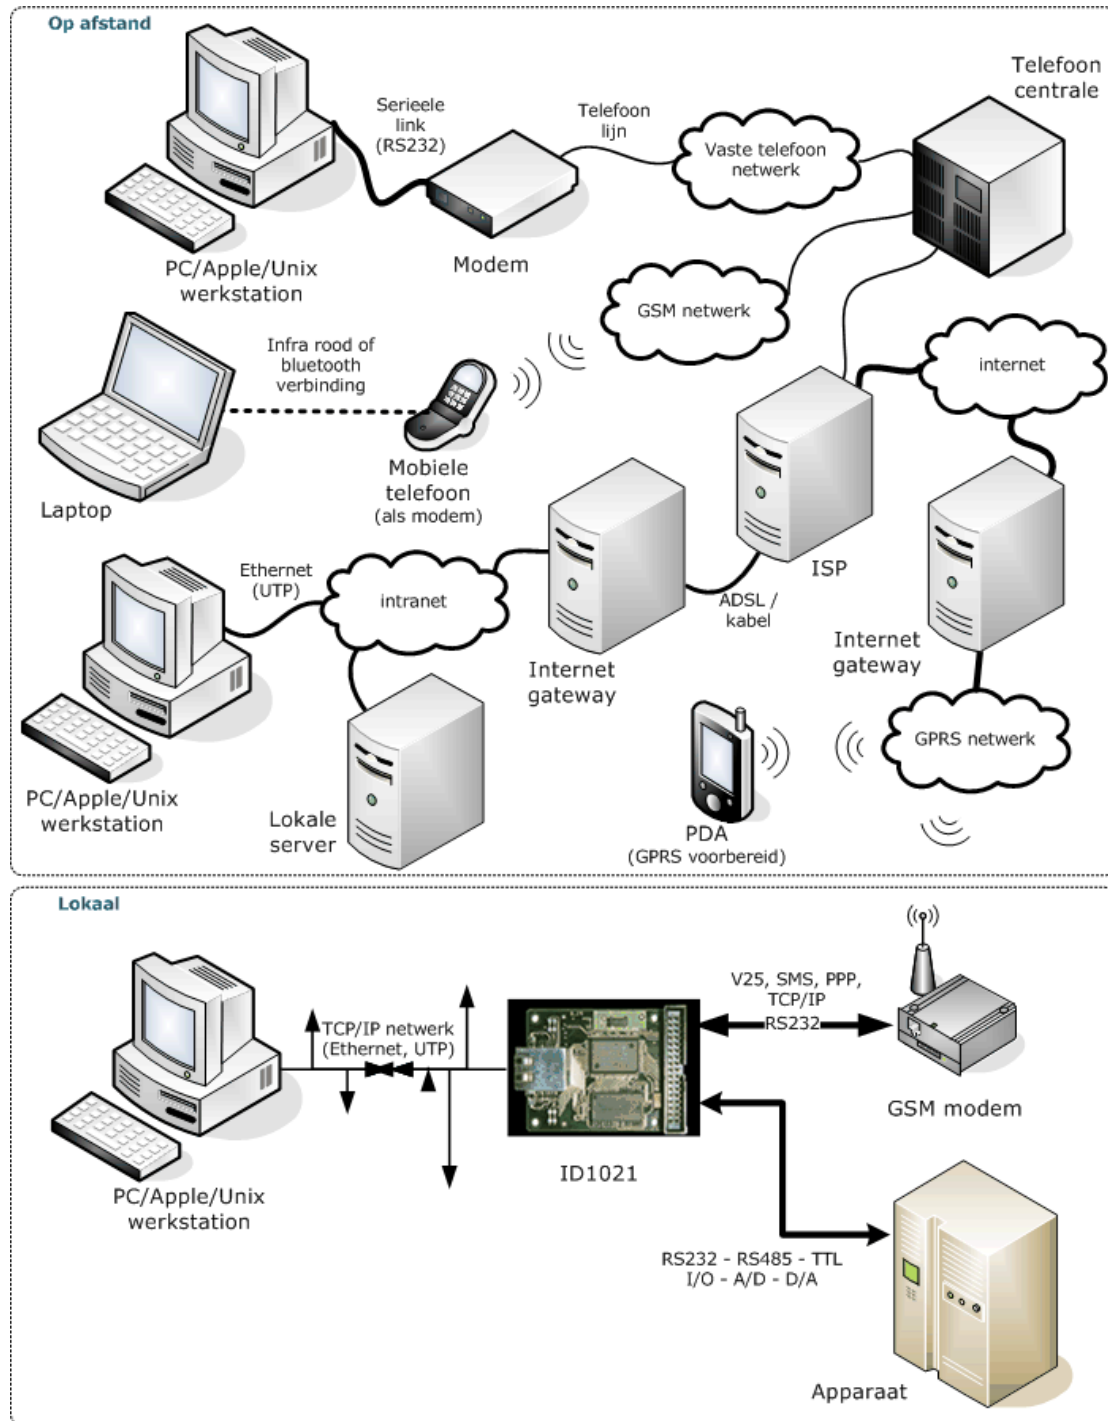 Op afstand
Telefoon
centrale
Serieele
link
(RS232)
Telefoon
lijn
Vaste telefoon
netwerk
PC/Apple/Unix
werkstation
Modem
GSM netwerk
Infra rood of
bluetooth
verbinding
internet
Laptop
Mobiele
telefoon
(als modem)
ISP
Ethernet
(UTP)
intranet
ADSL /
kabel
Internet
gateway
Internet
gateway
GPRS netwerk
PC/Apple/Unix
werkstation
Lokale
server
PDA
(GPRS voorbereid)
Lokaal
V25, SMS, PPP,
TCP/IP
RS232
TCP/IP netwerk
(Ethernet, UTP)
GSM modem
ID1021
PC/Apple/Unix
werkstation
RS232 - RS485 - TTL
I/O - A/D - D/A
Apparaat